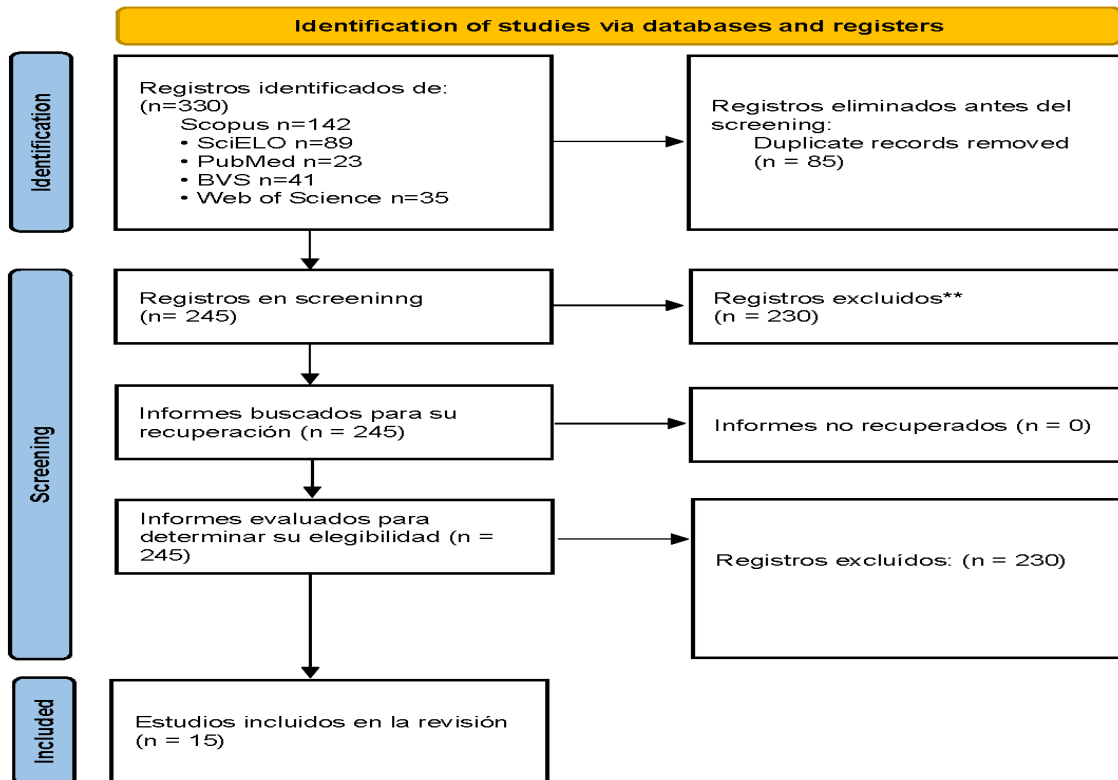 Identification of studies via databases and registers
Identification
Registros identificados de:
(n=330)
Scopus n=142
• SciELO n=89
• PubMed n=23
• BVS n=41
• Web of Science n=35
Registros eliminados antes del
screening:
Duplicate records removed
(n = 85)
Screening
Registros en screeninng
(n= 245)
Registros excluidos**
(n = 230)
Informes buscados para su
recuperación (n = 245)
Informes no recuperados (n = 0)
Informes evaluados para
determinar su elegibilidad (n =
245)
Registros excluídos: (n = 230)
Included
Estudios incluidos en la revisión
(n = 15)